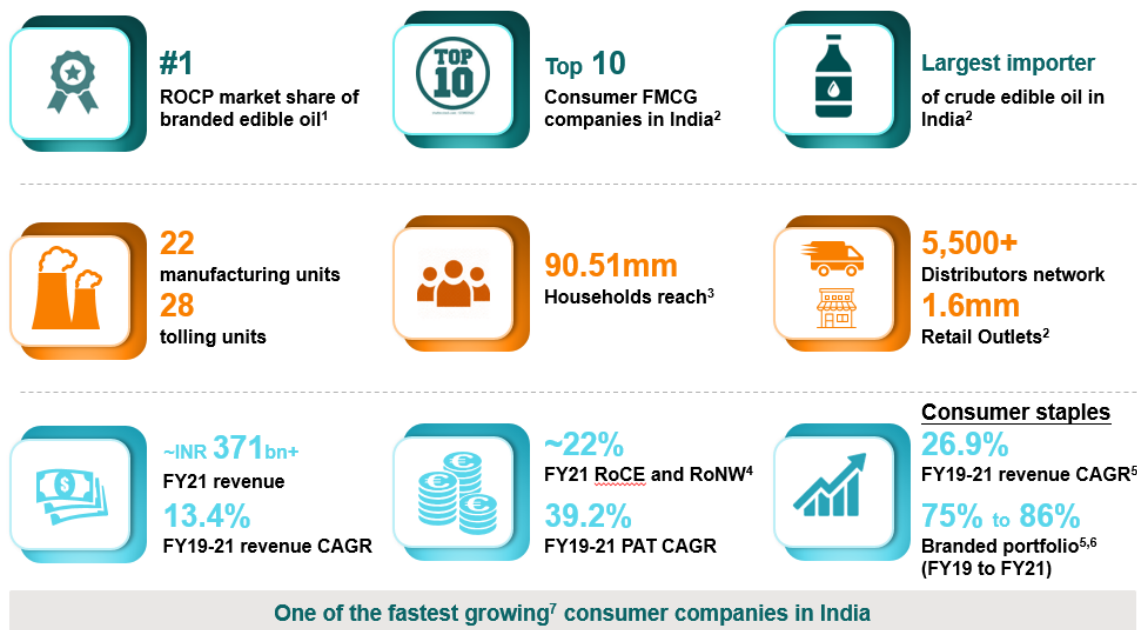 #1
ROCP market share of
branded edible oil1
TOP
10
Top 10
Consumer FMCG
companies in India2
Largest importer
of crude edible oil in
India2
22
manufacturing units
28
tolling units
90.51mm
Households reach3
5,500+
Distributors network
1.6mm
Retail Outlets2
~INR 371bn+
FY21 revenue
13.4%
FY19-21 revenue CAGR
~22%
FY21 RoCE and RoNW4
39.2%
FY19-21 PAT CAGR
Consumer staples
26.9%
FY19-21 revenue CAGR5
75% to 86%
Branded portfolio5,6
(FY19 to FY21)
One of the fastest growing7 consumer companies in India